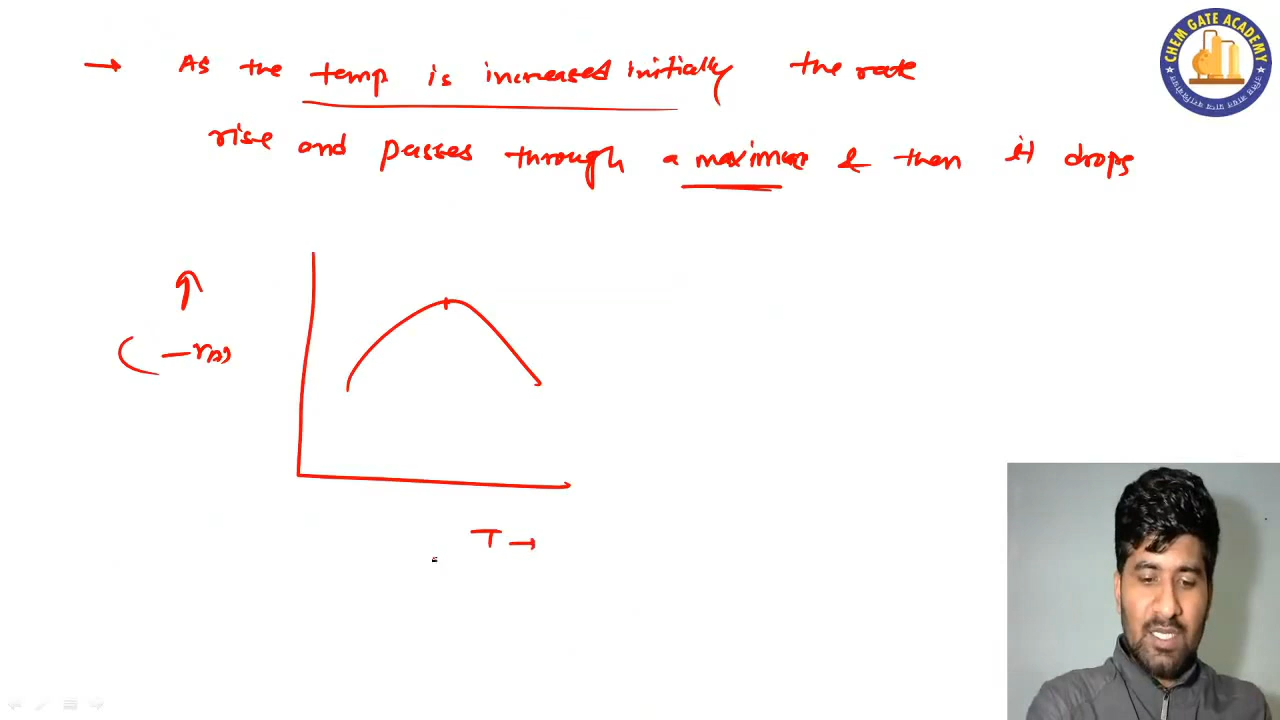 → As the temp is increased initially the rate
rise and passes through a maximum & then it drops
CHEM GATE ACADEMY
↑
(-rA)
T →